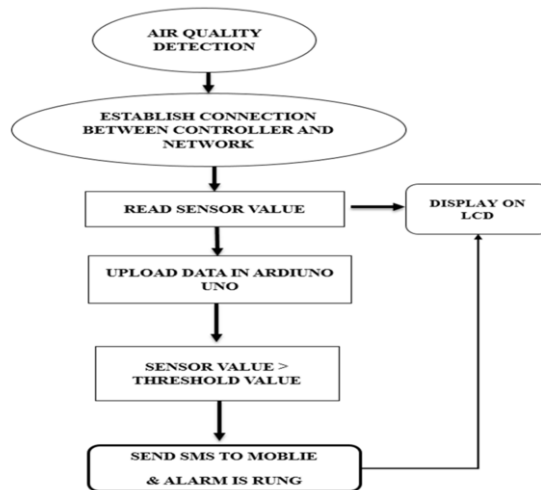 AIR QUALITY
DETECTION
ESTABLISH CONNECTION
BETWEEN CONTROLLER AND
NETWORK
READ SENSOR VALUE
DISPLAY ON
LCD
UPLOAD DATA IN ARDIUNO
UNO
SENSOR VALUE >
THRESHOLD VALUE
SEND SMS TO MOBLIE
& ALARM IS RUNG